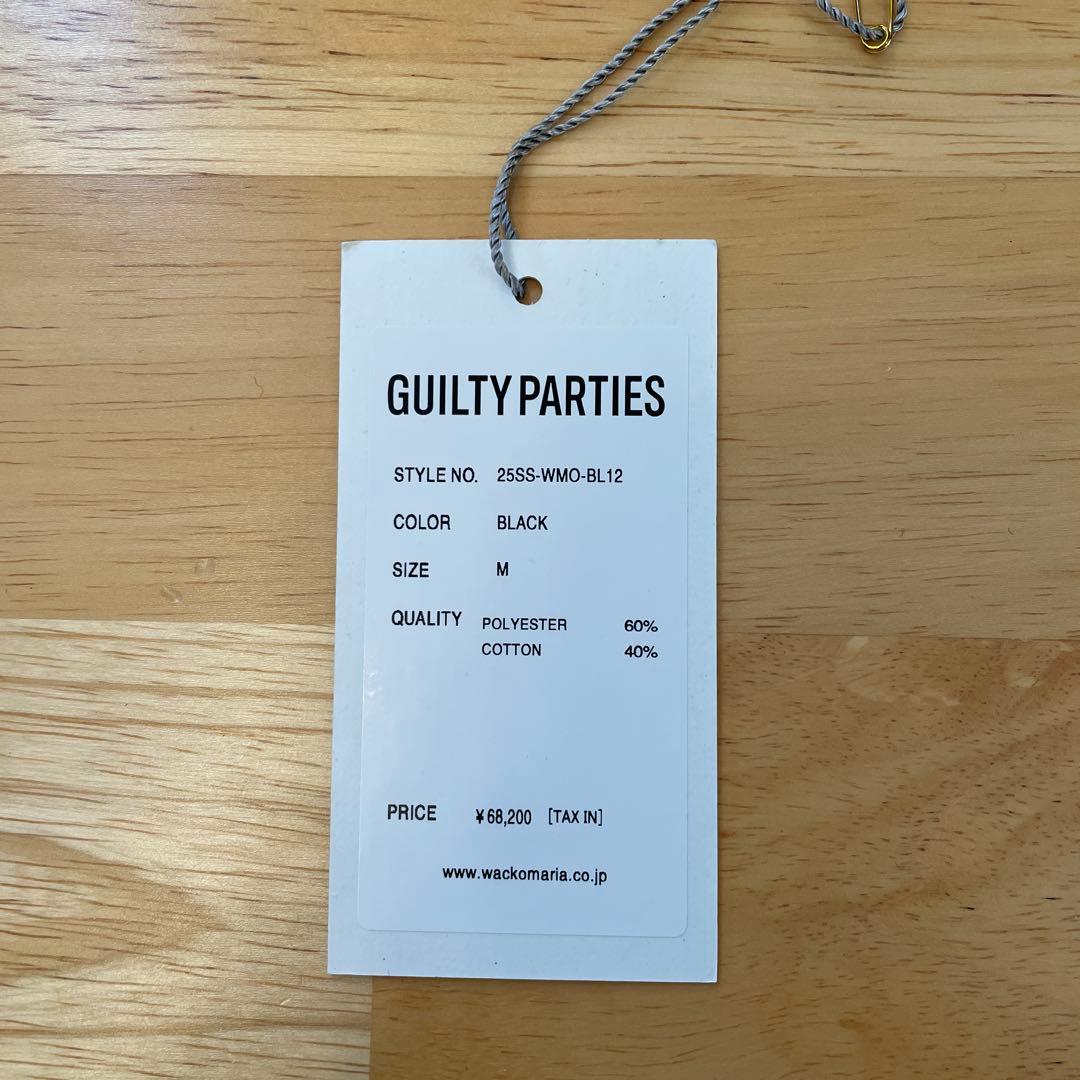 GUILTY PARTIES
STYLE NO. 25SS-WMO-BL12
COLOR BLACK
SIZE M
QUALITY POLYESTER 60%
COTTON 40%
PRICE ¥68,200 [TAX IN]
www.wackomaria.co.jp